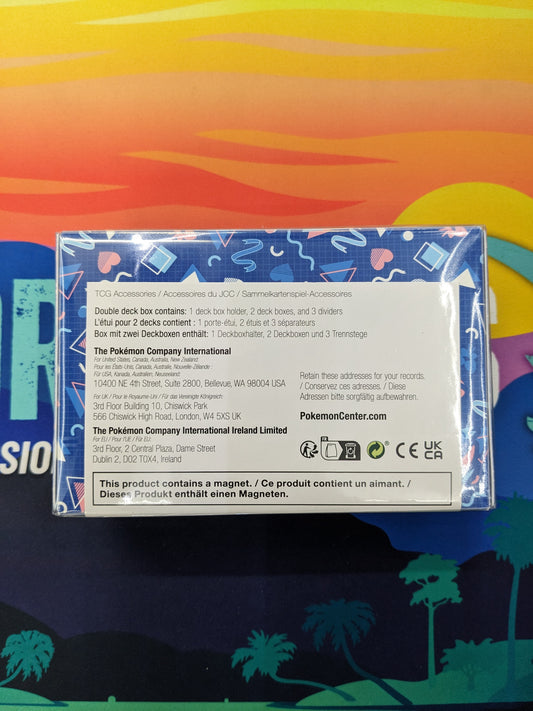 TCG Accessories / Accessoires du JCC / Sammelkartenspiel-Accessoires
Double deck box contains: 1 deck box holder, 2 deck boxes, and 3 dividers
L'étui pour 2 decks contient : 1 porte-étui, 2 étuis et 3 séparateurs
Box mit zwei Deckboxen enthält: 1 Deckboxhalter, 2 Deckboxen und 3 Trennstege
The Pokémon Company International
For United States, Canada, Australia, New Zealand
Pour les États-Unis, Canada, Australie, Nouvelle-Zélande :
For USA, Kanada, Australien, Neuseeland:
10400 NE 4th Street, Suite 2800, Bellevue, WA 98004 USA
For UK / Pour le Royaume-Uni / Für das Vereinigte Königreich:
3rd Floor Building 10, Chiswick Park
566 Chiswick High Road, London, W4 5XS UK
The Pokémon Company International Ireland Limited
For EU / Pour l'UE / Für EU:
3rd Floor, 2 Central Plaza, Dame Street
Dublin 2, D02 T0X4, Ireland
Retain these addresses for your records.
/ Conservez ces adresses. / Diese
Adressen bitte sorgfältig aufbewahren.
PokemonCenter.com
CE UK
CA
This product contains a magnet. / Ce produit contient un aimant. /
Dieses Produkt enthält einen Magneten.